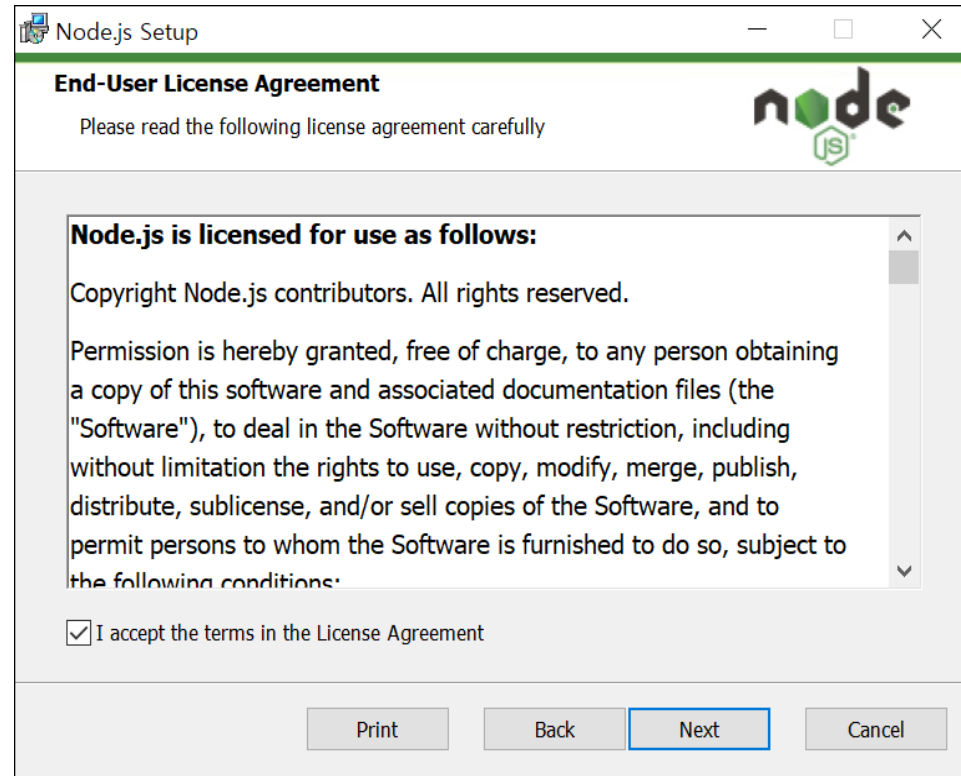 Node.js Setup
End-User License Agreement
Please read the following license agreement carefully
node
JS
Node.js is licensed for use as follows:
Copyright Node.js contributors. All rights reserved.
Permission is hereby granted, free of charge, to any person obtaining
a copy of this software and associated documentation files (the
"Software"), to deal in the Software without restriction, including
without limitation the rights to use, copy, modify, merge, publish,
distribute, sublicense, and/or sell copies of the Software, and to
permit persons to whom the Software is furnished to do so, subject to
the following conditions:
I accept the terms in the License Agreement
Print
Back
Next
Cancel